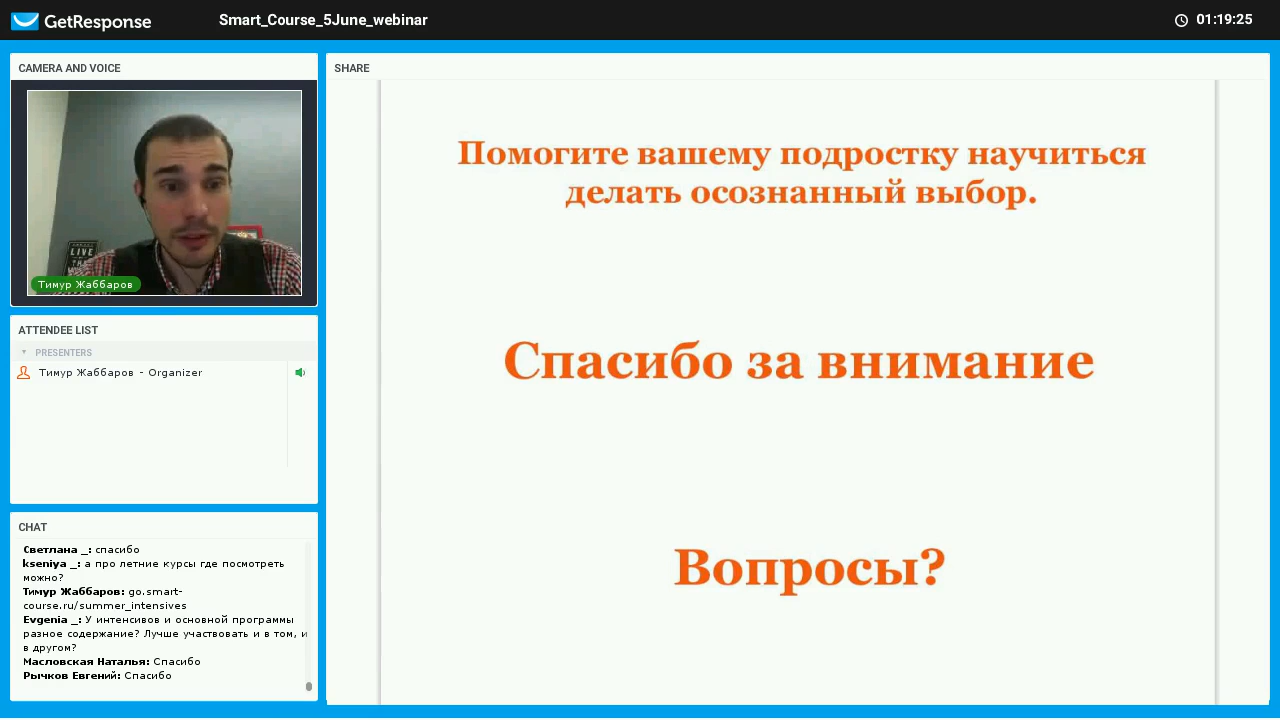 GetResponse
Smart_Course_5June_webinar
01:19:25
CAMERA AND VOICE
LIVE
Тимур Жаббаров
ATTENDEE LIST
PRESENTERS
Тимур Жаббаров - Organizer
CHAT
Светлана _: спасибо
kseniya _: а про летние курсы где посмотреть
можно?
Тимур Жаббаров: go.smart-
course.ru/summer_intensives
Evgenia _: У интенсивов и основной программы
разное содержание? Лучше участвовать и в том, и
в другом?
Масловская Наталья: Спасибо
Рычков Евгений: Спасибо
SHARE
Помогите вашему подростку научиться
делать осознанный выбор.
Спасибо за внимание
Вопросы?